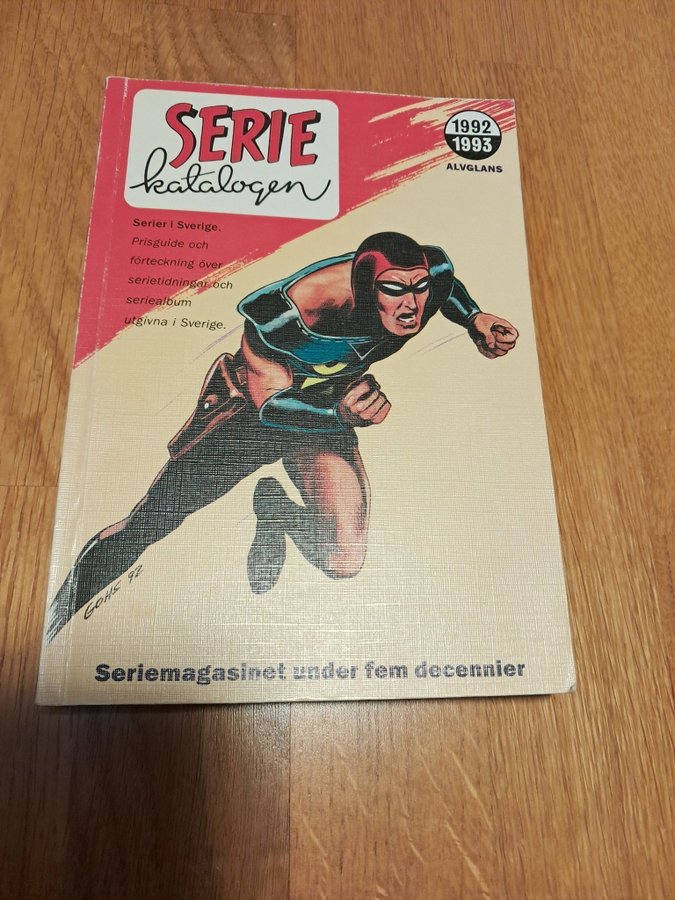 SERIE
katalogen
1992
1993
ALVGLANS
Serier i Sverige.
Prisguide och
förteckning över
serietidningar och
seriealbum
utgivna i Sverige.
GOHS 92
Seriemagasinet under fem decennier